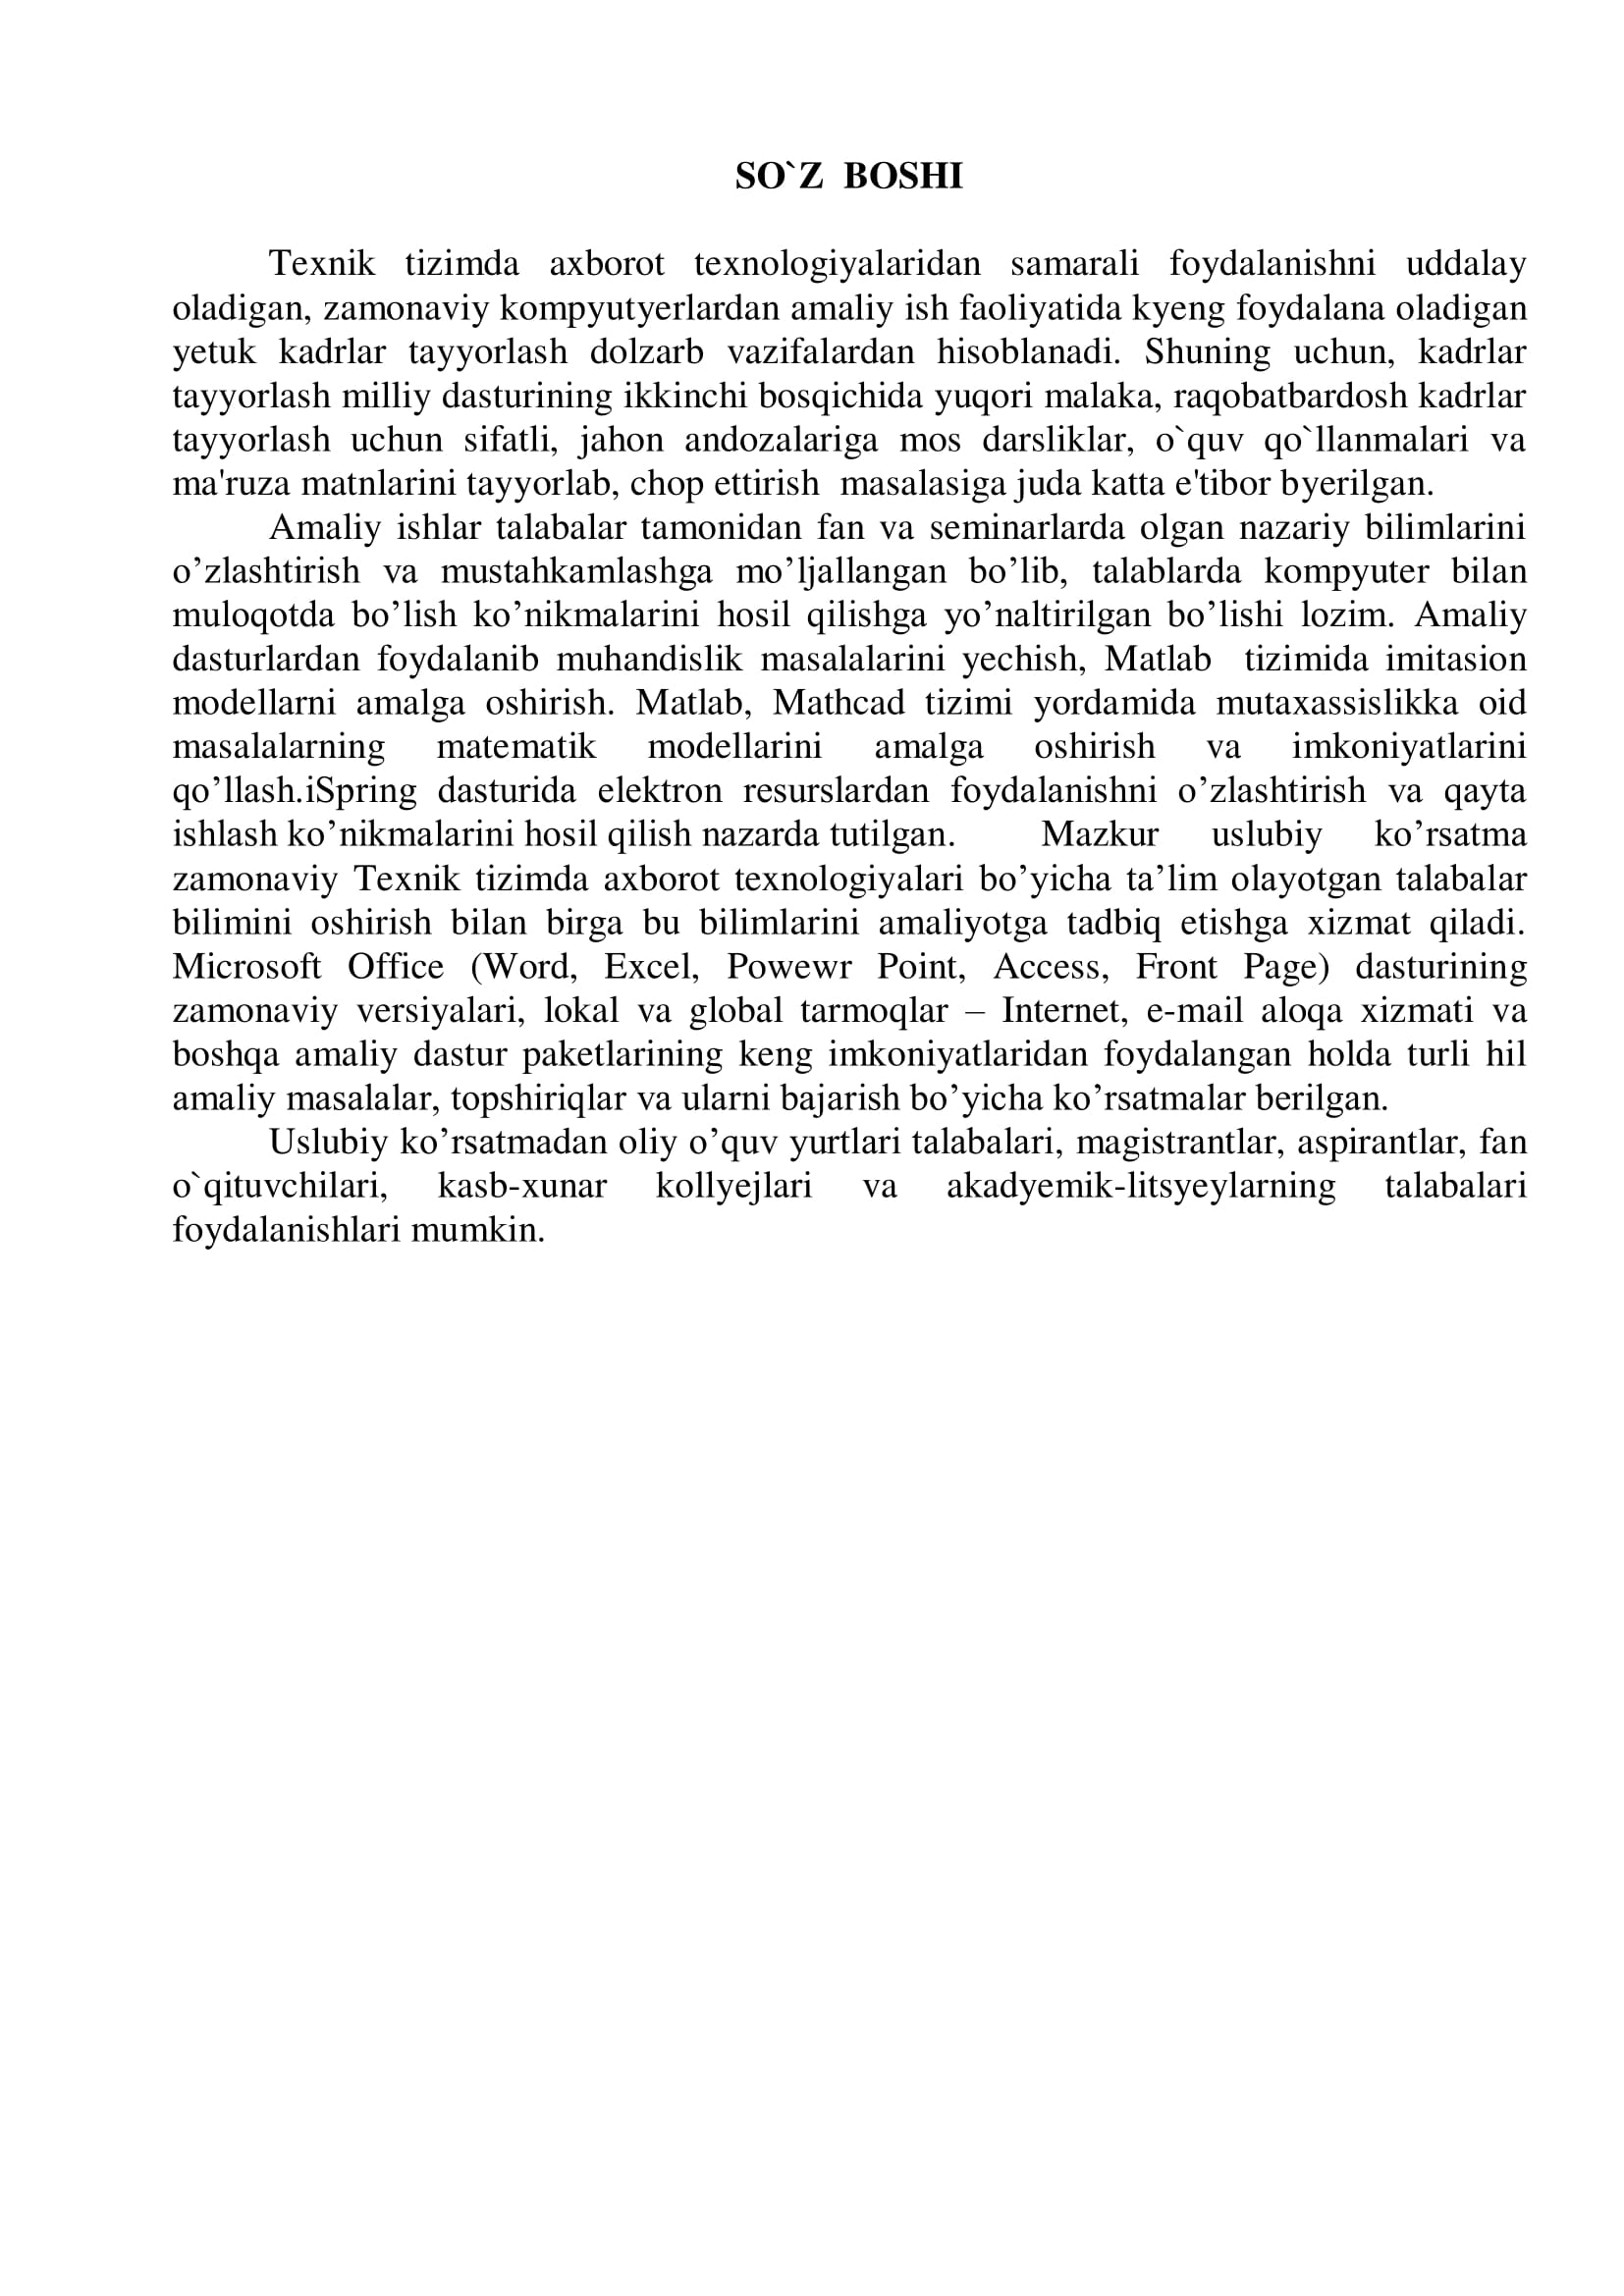 SO`Z  BOSHI
Texnik tizimda axborot texnologiyalaridan samarali foydalanishni uddalay
oladigan, zamonaviy kompyutyerlardan amaliy ish faoliyatida kyeng foydalana oladigan
yetuk kadrlar tayyorlash dolzarb vazifalardan hisoblanadi. Shuning uchun, kadrlar
tayyorlash milliy dasturining ikkinchi bosqichida yuqori malaka, raqobatbardosh kadrlar
tayyorlash uchun sifatli, jahon andozalariga mos darsliklar, o`quv qo`llanmalari va
ma'ruza matnlarini tayyorlab, chop ettirish  masalasiga juda katta e'tibor byerilgan.
Amaliy ishlar talabalar tamonidan fan va seminarlarda olgan nazariy bilimlarini
o’zlashtirish va mustahkamlashga mo’ljallangan bo’lib, talablarda kompyuter bilan
muloqotda bo’lish ko’nikmalarini hosil qilishga yo’naltirilgan bo’lishi lozim. Amaliy
dasturlardan foydalanib muhandislik masalalarini yechish, Matlab  tizimida imitasion
modellarni amalga oshirish. Matlab, Mathcad tizimi yordamida mutaxassislikka oid
masalalarning matematik modellarini amalga oshirish va imkoniyatlarini
qo’llash.iSpring dasturida elektron resurslardan foydalanishni o’zlashtirish va qayta
ishlash ko’nikmalarini hosil qilish nazarda tutilgan. Mazkur uslubiy ko’rsatma
zamonaviy Texnik tizimda axborot texnologiyalari bo’yicha ta’lim olayotgan talabalar
bilimini oshirish bilan birga bu bilimlarini amaliyotga tadbiq etishga xizmat qiladi.
Microsoft Office (Word, Excel, Powewr Point, Access, Front Page) dasturining
zamonaviy versiyalari, lokal va global tarmoqlar – Internet, e-mail aloqa xizmati va
boshqa amaliy dastur paketlarining keng imkoniyatlaridan foydalangan holda turli hil
amaliy masalalar, topshiriqlar va ularni bajarish bo’yicha ko’rsatmalar berilgan.
Uslubiy ko’rsatmadan oliy o’quv yurtlari talabalari, magistrantlar, aspirantlar, fan
o`qituvchilari, kasb-xunar kollyejlari va akadyemik-litsyeylarning talabalari
foydalanishlari mumkin.